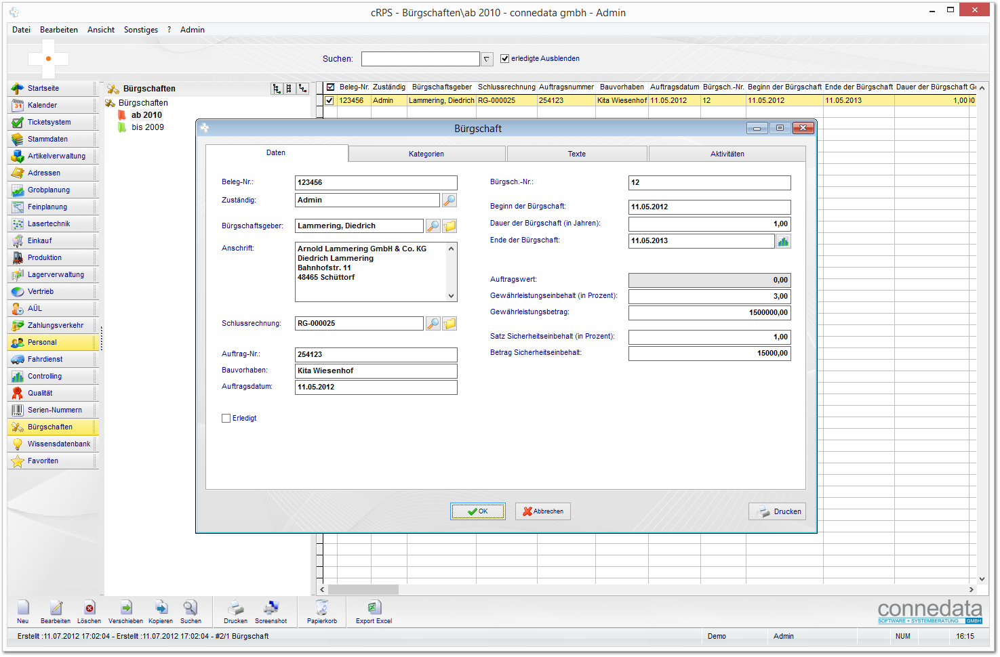 cRPS - Bürgschaften\ab 2010 - connedata gmbh - Admin
Datei Bearbeiten Ansicht Sonstiges ? Admin
Suchen: erledigte Ausblenden
Startseite
Kalender
Ticketsystem
Stammdaten
Artikelverwaltung
Adressen
Grobplanung
Feinplanung
Lasertechnik
Einkauf
Produktion
Lagerverwaltung
Vertrieb
AÜL
Zahlungsverkehr
Personal
Fahrdienst
Controlling
Qualität
Serien-Nummern
Bürgschaften
Wissensdatenbank
Favoriten
Bürgschaften
Bürgschaften
ab 2010
bis 2009
Beleg-Nr. Zuständig Bürgschaftsgeber Schlussrechnung Auftragsnummer Bauvorhaben Auftragsdatum Bürgsch.-Nr. Beginn der Bürgschaft Ende der Bürgschaft Dauer der Bürgschaft
123456 Admin Lammering, Diedrich RG-000025 254123 Kita Wiesenhof 11.05.2012 12 11.05.2012 11.05.2013 1,00
Bürgschaft
Daten Kategorien Texte Aktivitäten
Beleg-Nr.: 123456
Zuständig: Admin
Bürgschaftsgeber: Lammering, Diedrich
Anschrift: Arnold Lammering GmbH & Co. KG
Diedrich Lammering
Bahnhofstr. 11
48465 Schüttorf
Schlussrechnung: RG-000025
Auftrag-Nr.: 254123
Bauvorhaben: Kita Wiesenhof
Auftragsdatum: 11.05.2012
Erledigt
Bürgsch.-Nr.: 12
Beginn der Bürgschaft: 11.05.2012
Dauer der Bürgschaft (in Jahren): 1,00
Ende der Bürgschaft: 11.05.2013
Auftragswert: 0,00
Gewährleistungseinbehalt (in Prozent): 3,00
Gewährleistungsbetrag: 1500000,00
Satz Sicherheitseinbehalt (in Prozent): 1,00
Betrag Sicherheitseinbehalt: 15000,00
OK Abbrechen Drucken
Neu Bearbeiten Löschen Verschieben Kopieren Suchen Drucken Screenshot Papierkorb Export Excel
connedata
SOFTWARE + SYSTEMBERATUNG GMBH
Erstellt :11.07.2012 17:02:04 - Erstellt :11.07.2012 17:02:04 - #2/1 Bürgschaft Demo Admin NUM 16:15